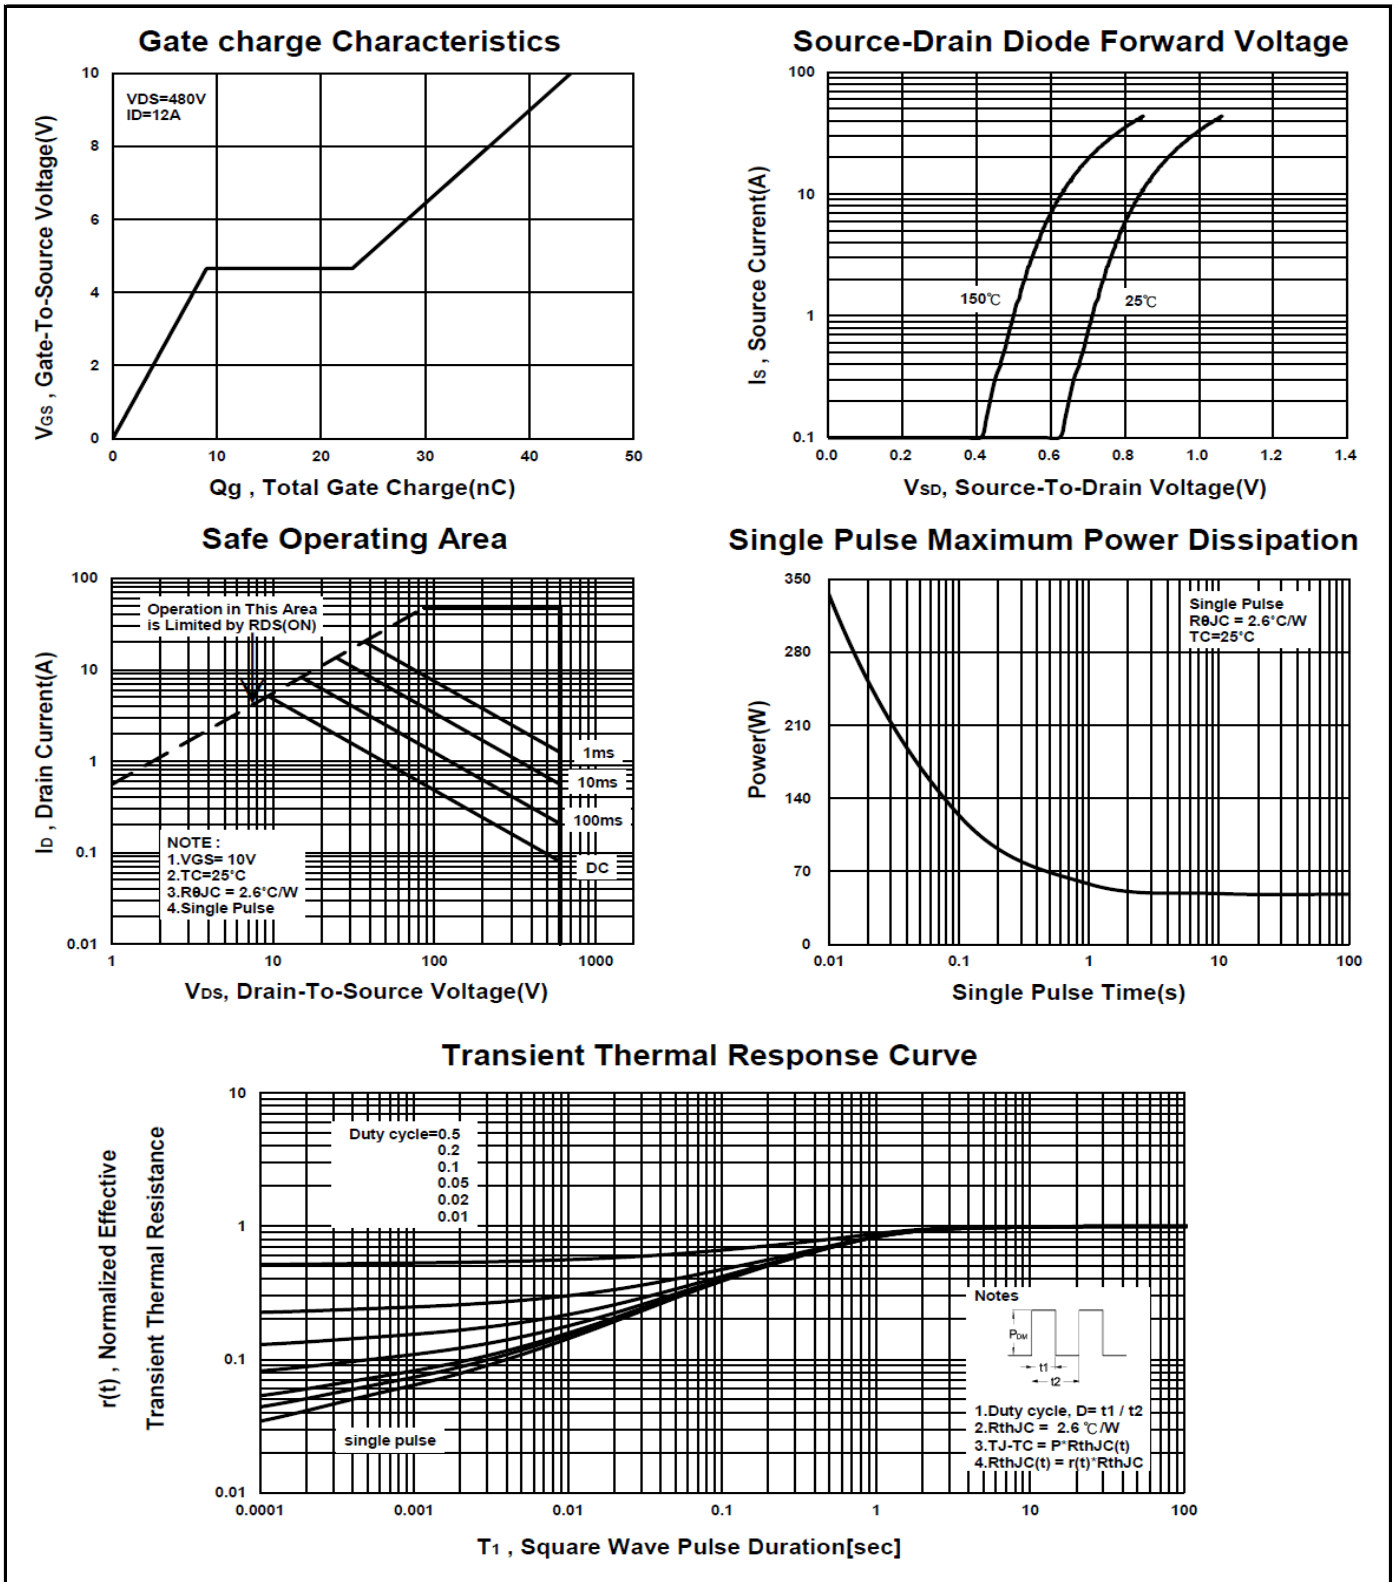 Gate charge Characteristics
VGS , Gate-To-Source Voltage(V)
10
8
6
4
2
0
VDS=480V
ID=12A
0 10 20 30 40 50
Qg , Total Gate Charge(nC)
Source-Drain Diode Forward Voltage
IS , Source Current(A)
100
10
1
0.1
150℃
25℃
0.0 0.2 0.4 0.6 0.8 1.0 1.2 1.4
VSD, Source-To-Drain Voltage(V)
Safe Operating Area
ID , Drain Current(A)
100
10
1
0.1
0.01
Operation in This Area
is Limited by RDS(ON)
1ms
10ms
100ms
DC
NOTE :
1.VGS= 10V
2.TC=25°C
3.RθJC = 2.6°C/W
4.Single Pulse
1 10 100 1000
VDS, Drain-To-Source Voltage(V)
Single Pulse Maximum Power Dissipation
Power(W)
350
280
210
140
70
0
Single Pulse
RθJC = 2.6°C/W
TC=25°C
0.01 0.1 1 10 100
Single Pulse Time(s)
Transient Thermal Response Curve
r(t) , Normalized Effective
Transient Thermal Resistance
10
1
0.1
0.01
Duty cycle=0.5
0.2
0.1
0.05
0.02
0.01
single pulse
Notes
PDM
t1
t2
1.Duty cycle, D= t1 / t2
2.RthJC = 2.6 ℃/W
3.TJ-TC = P*RthJC(t)
4.RthJC(t) = r(t)*RthJC
0.0001 0.001 0.01 0.1 1 10 100
T1 , Square Wave Pulse Duration[sec]